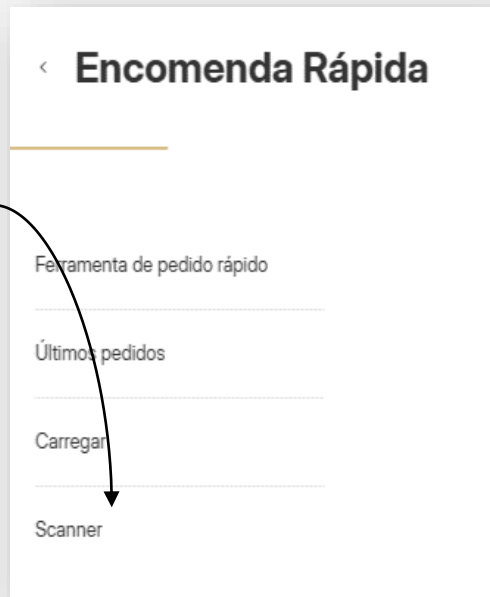 Encomenda Rápida
Ferramenta de pedido rápido
Últimos pedidos
Carregar
Scanner